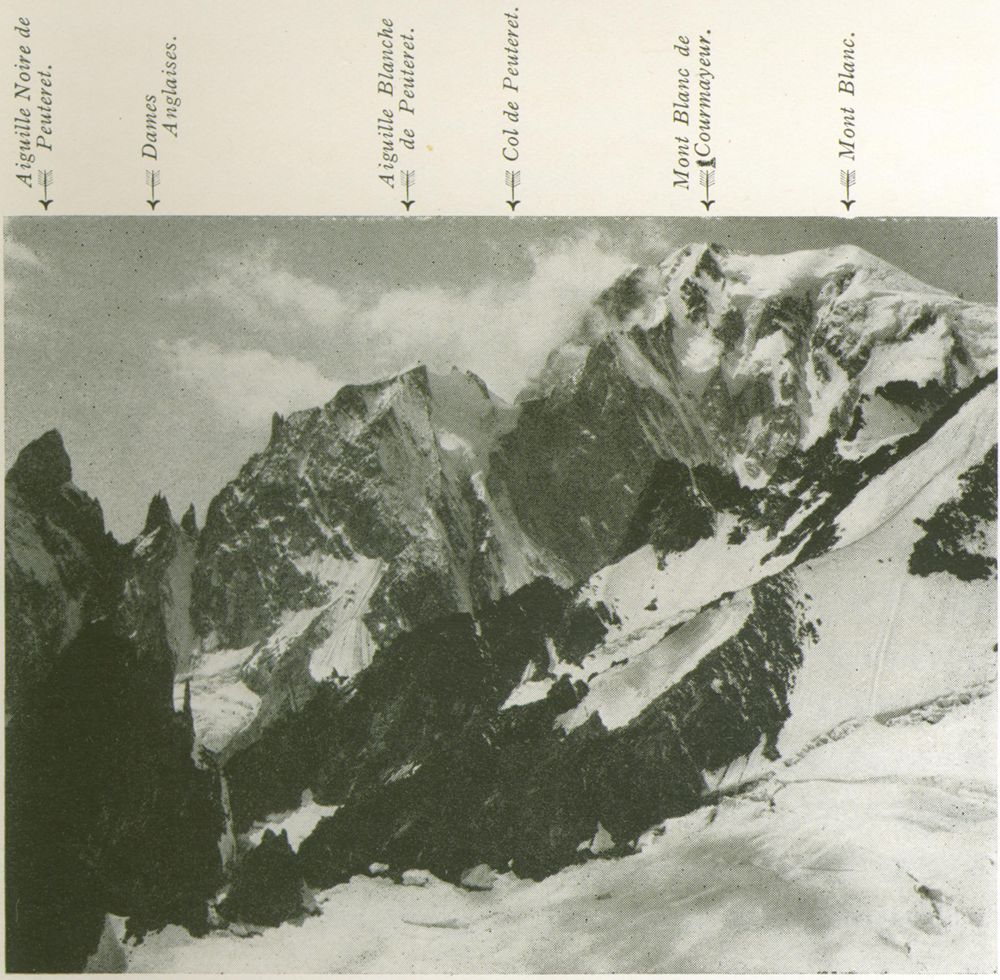 Aiguille Noire de
Peuteret.
Dames
Anglaises.
Aiguille Blanche
de Peuteret.
Col de Peuteret.
Mont Blanc de
Courmayeur.
Mont Blanc.